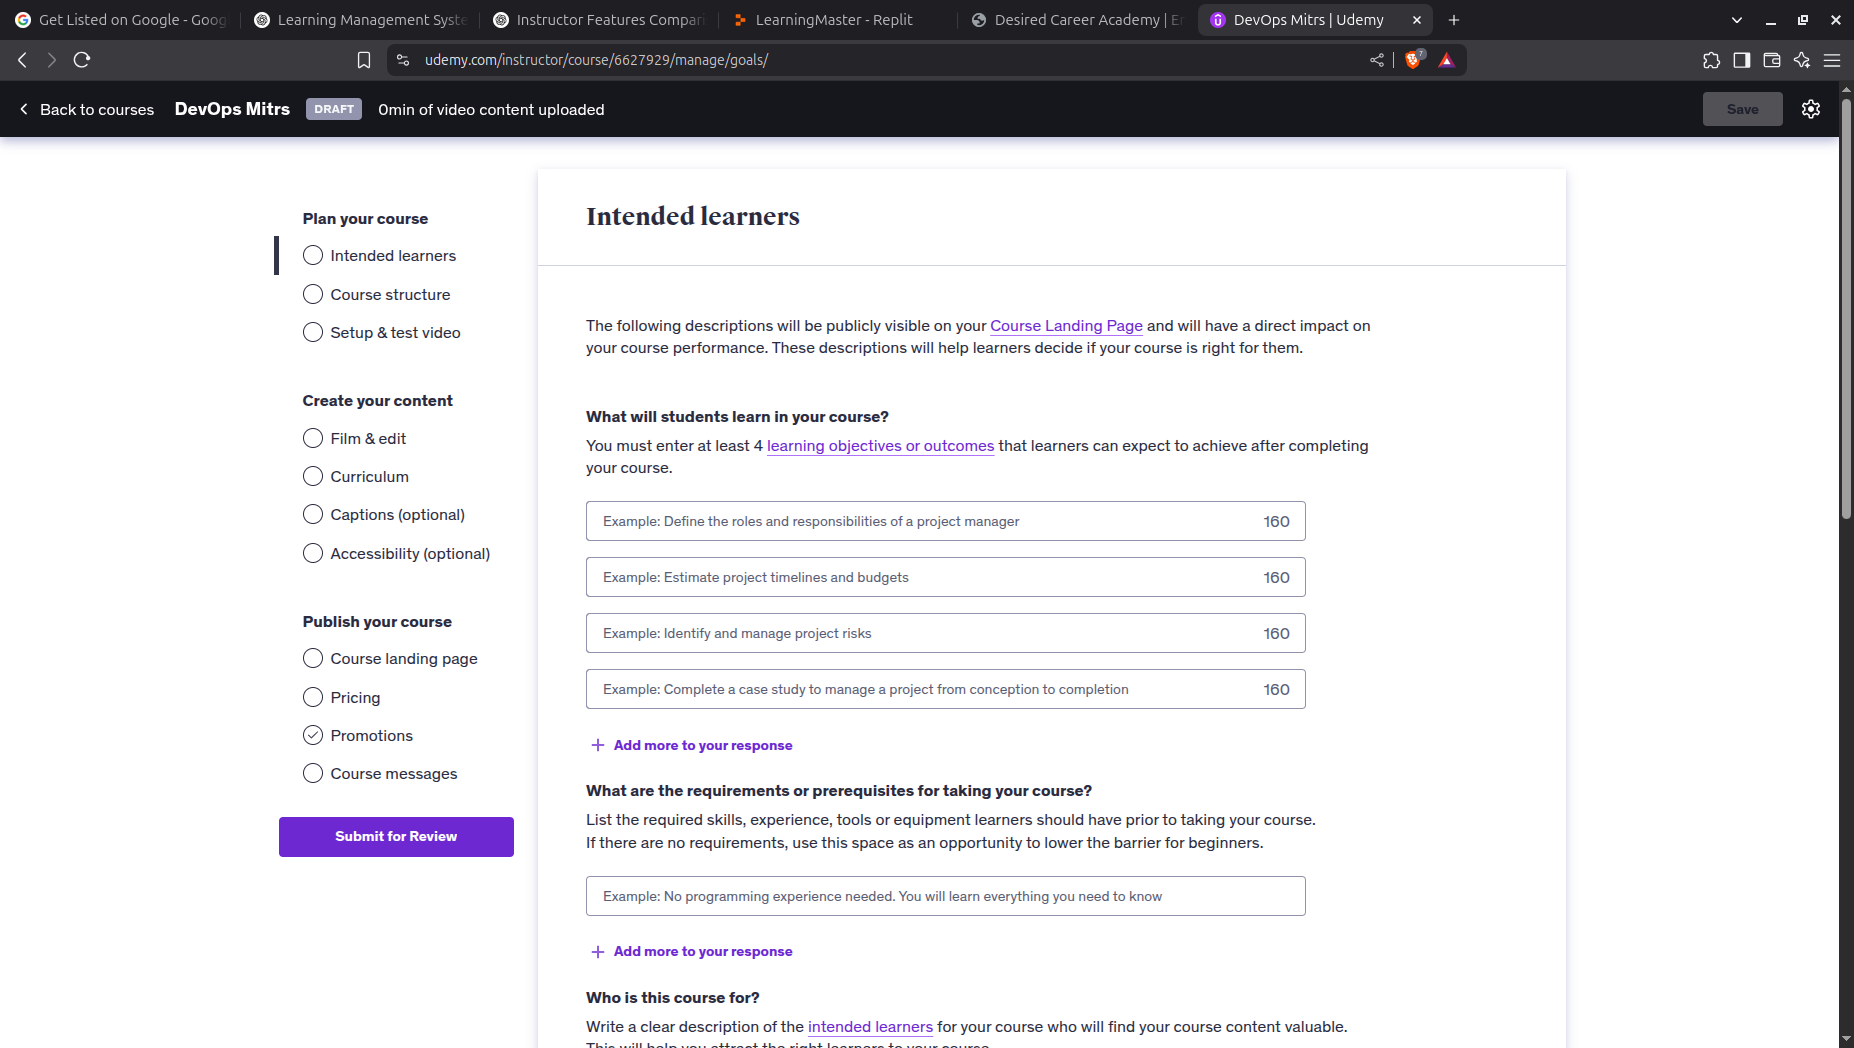 Get Listed on Google - Goog
Learning Management Syste
Instructor Features Compari
LearningMaster - Replit
Desired Career Academy | En
DevOps Mitrs | Udemy
udemy.com/instructor/course/6627929/manage/goals/
7
Back to courses
DevOps Mitrs
DRAFT
0min of video content uploaded
Save
Plan your course
Intended learners
Course structure
Setup & test video
Create your content
Film & edit
Curriculum
Captions (optional)
Accessibility (optional)
Publish your course
Course landing page
Pricing
Promotions
Course messages
Submit for Review
Intended learners
The following descriptions will be publicly visible on your Course Landing Page and will have a direct impact on
your course performance. These descriptions will help learners decide if your course is right for them.
What will students learn in your course?
You must enter at least 4 learning objectives or outcomes that learners can expect to achieve after completing
your course.
Example: Define the roles and responsibilities of a project manager 160
Example: Estimate project timelines and budgets 160
Example: Identify and manage project risks 160
Example: Complete a case study to manage a project from conception to completion 160
Add more to your response
What are the requirements or prerequisites for taking your course?
List the required skills, experience, tools or equipment learners should have prior to taking your course.
If there are no requirements, use this space as an opportunity to lower the barrier for beginners.
Example: No programming experience needed. You will learn everything you need to know
Add more to your response
Who is this course for?
Write a clear description of the intended learners for your course who will find your course content valuable.
This will help you attract the right learners to your course.